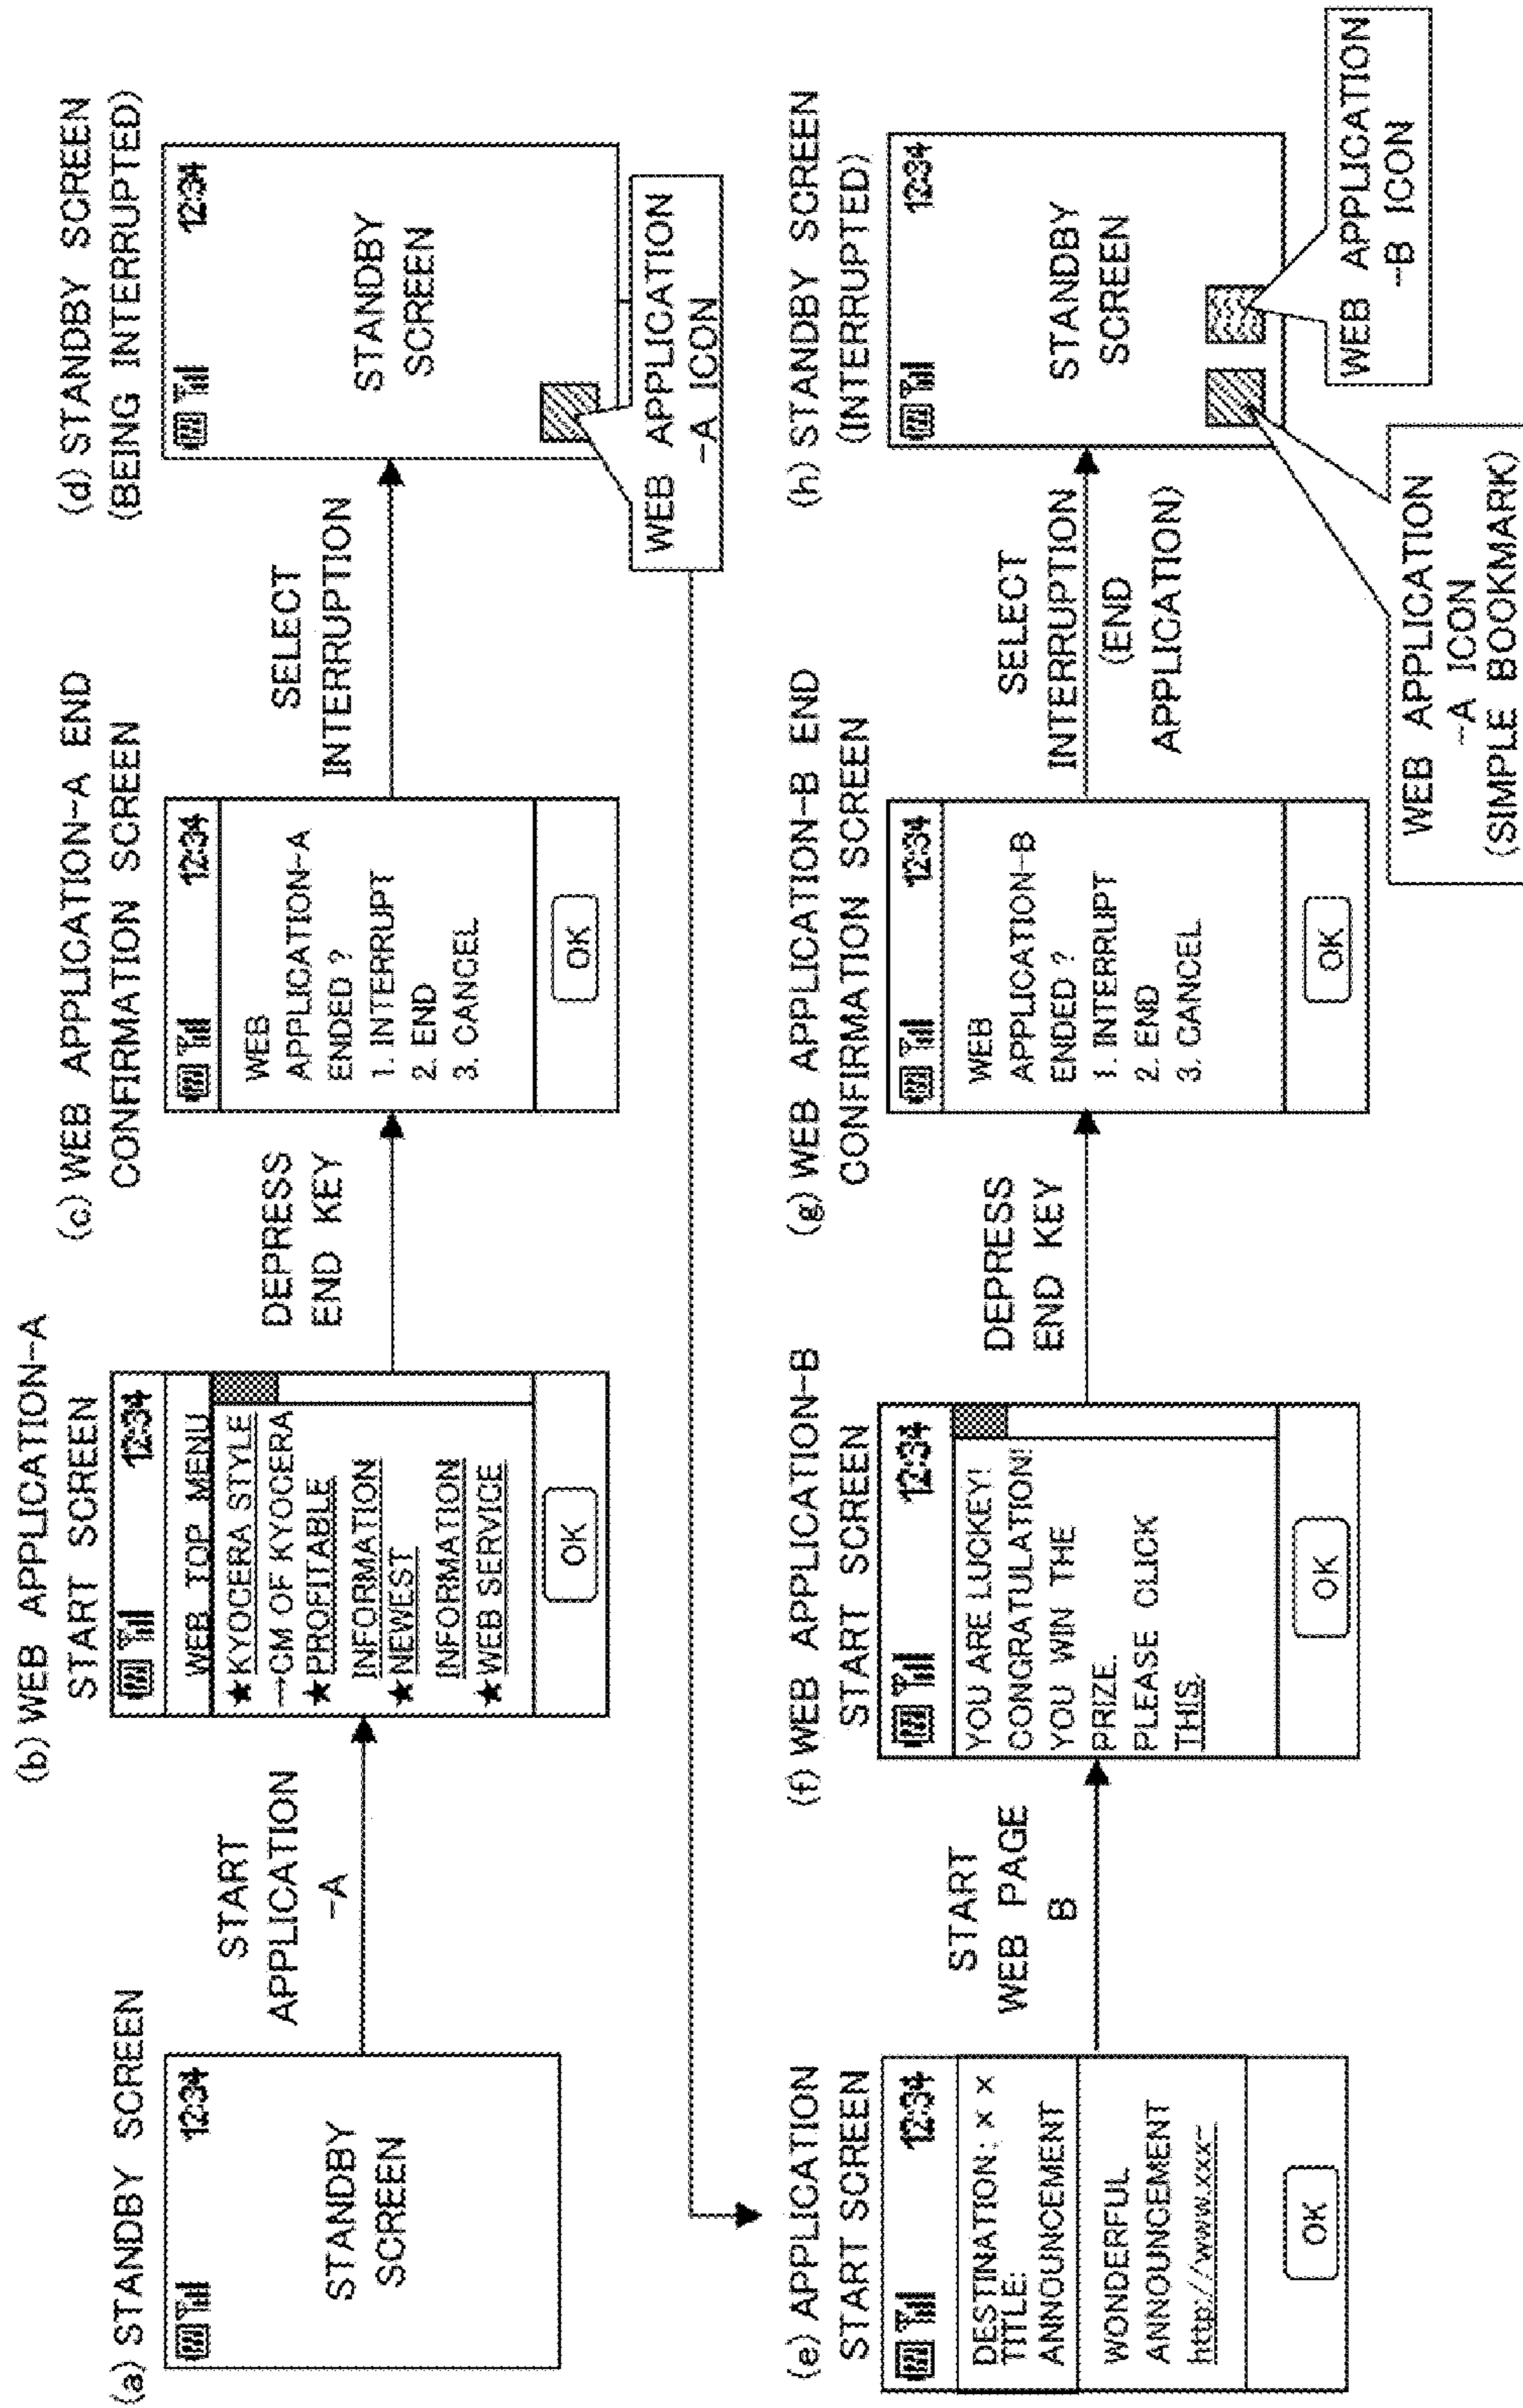 (a) STANDBY SCREEN
12:34
STANDBY
SCREEN
START
APPLICATION
-A
(b) WEB APPLICATION-A
START SCREEN
12:34
WEB TOP MENU
★KYOCERA STYLE
→CM OF KYOCERA
★PROFITABLE
INFORMATION
★NEWEST
INFORMATION
★WEB SERVICE
OK
DEPRESS
END KEY
(c) WEB APPLICATION-A END
CONFIRMATION SCREEN
12:34
WEB
APPLICATION-A
ENDED ?
1. INTERRUPT
2. END
3. CANCEL
OK
SELECT
INTERRUPTION
(d) STANDBY SCREEN
(BEING INTERRUPTED)
12:34
STANDBY
SCREEN
WEB APPLICATION
-A ICON
(e) APPLICATION
START SCREEN
12:34
DESTINATION: × ×
TITLE:
ANNOUNCEMENT
WONDERFUL
ANNOUNCEMENT
http://www.xxx-
OK
START
WEB PAGE
B
(f) WEB APPLICATION-B
START SCREEN
12:34
YOU ARE LUCKEY!
CONGRATULATION!
YOU WIN THE
PRIZE.
PLEASE CLICK
THIS.
OK
DEPRESS
END KEY
(g) WEB APPLICATION-B END
CONFIRMATION SCREEN
12:34
WEB
APPLICATION-B
ENDED ?
1. INTERRUPT
2. END
3. CANCEL
OK
SELECT
INTERRUPTION
(END
APPLICATION)
(h) STANDBY SCREEN
(INTERRUPTED)
12:34
STANDBY
SCREEN
WEB APPLICATION
-A ICON
(SIMPLE BOOKMARK)
WEB APPLICATION
-B ICON